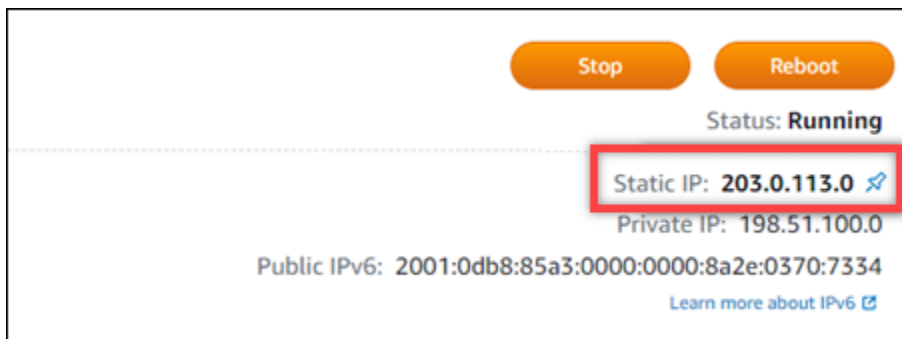 Stop Reboot
Status: Running
Static IP: 203.0.113.0
Private IP: 198.51.100.0
Public IPv6: 2001:0db8:85a3:0000:0000:8a2e:0370:7334
Learn more about IPv6